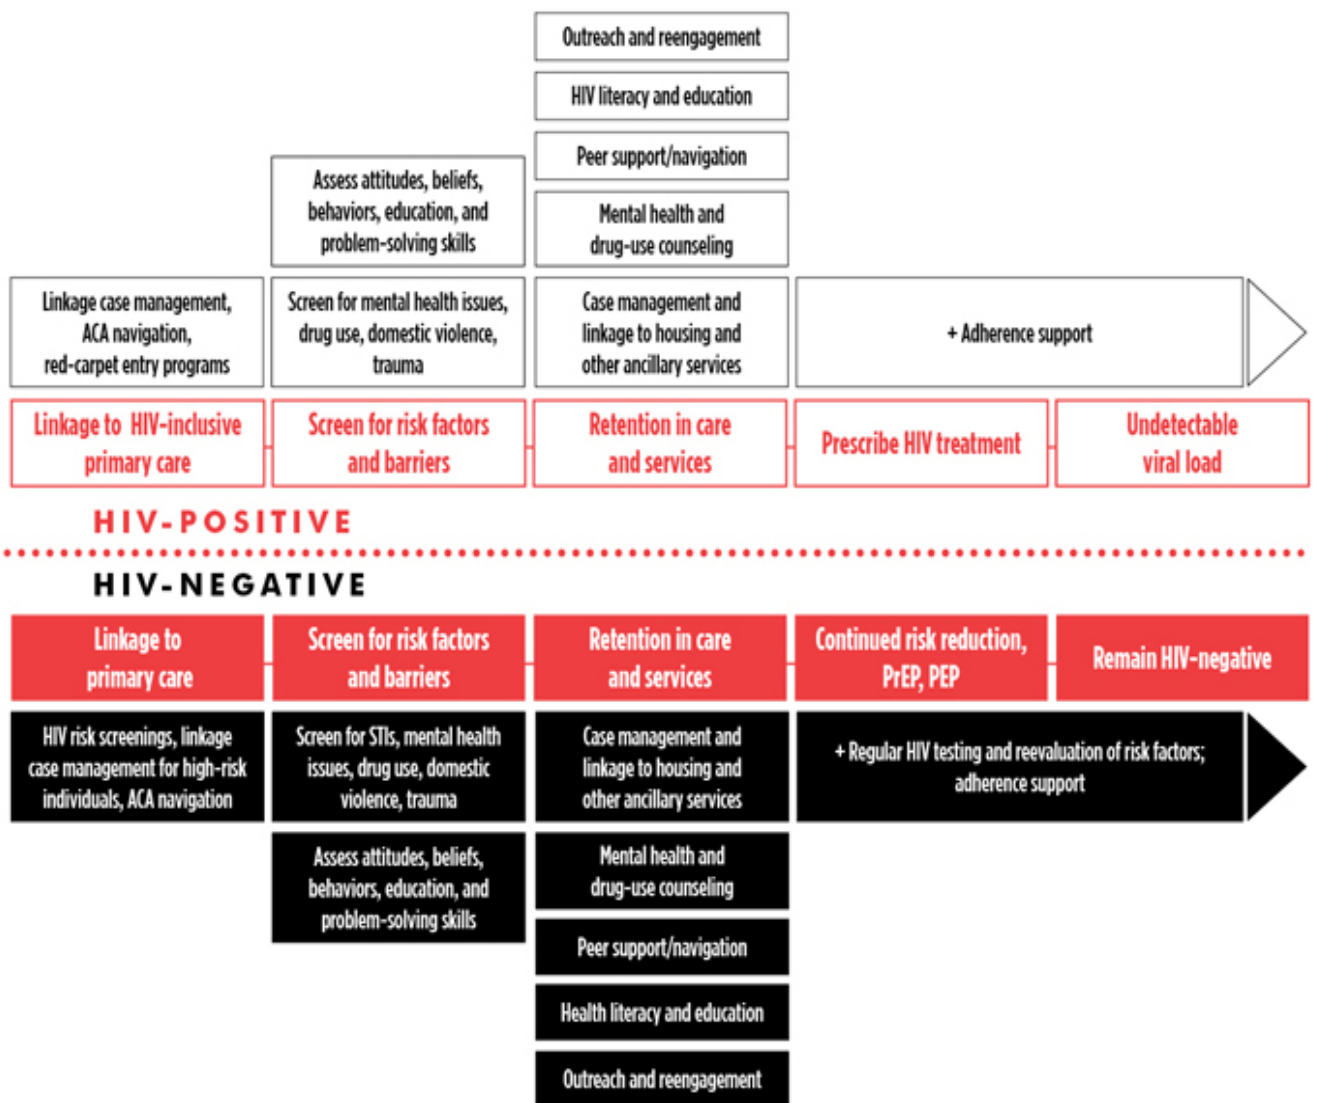 Outreach and reengagement
HIV literacy and education
Peer support/navigation
Assess attitudes, beliefs,
behaviors, education, and
problem-solving skills
Mental health and
drug-use counseling
Linkage case management,
ACA navigation,
red-carpet entry programs
Screen for mental health issues,
drug use, domestic violence,
trauma
Case management and
linkage to housing and
other ancillary services
+ Adherence support
Linkage to HIV-inclusive
primary care
Screen for risk factors
and barriers
Retention in care
and services
Prescribe HIV treatment
Undetectable
viral load
HIV-POSITIVE
HIV-NEGATIVE
Linkage to
primary care
Screen for risk factors
and barriers
Retention in care
and services
Continued risk reduction,
PrEP, PEP
Remain HIV-negative
HIV risk screenings, linkage
case management for high-risk
individuals, ACA navigation
Screen for STIs, mental health
issues, drug use, domestic
violence, trauma
Case management and
linkage to housing and
other ancillary services
+ Regular HIV testing and reevaluation of risk factors;
adherence support
Assess attitudes, beliefs,
behaviors, education, and
problem-solving skills
Mental health and
drug-use counseling
Peer support/navigation
Health literacy and education
Outreach and reengagement